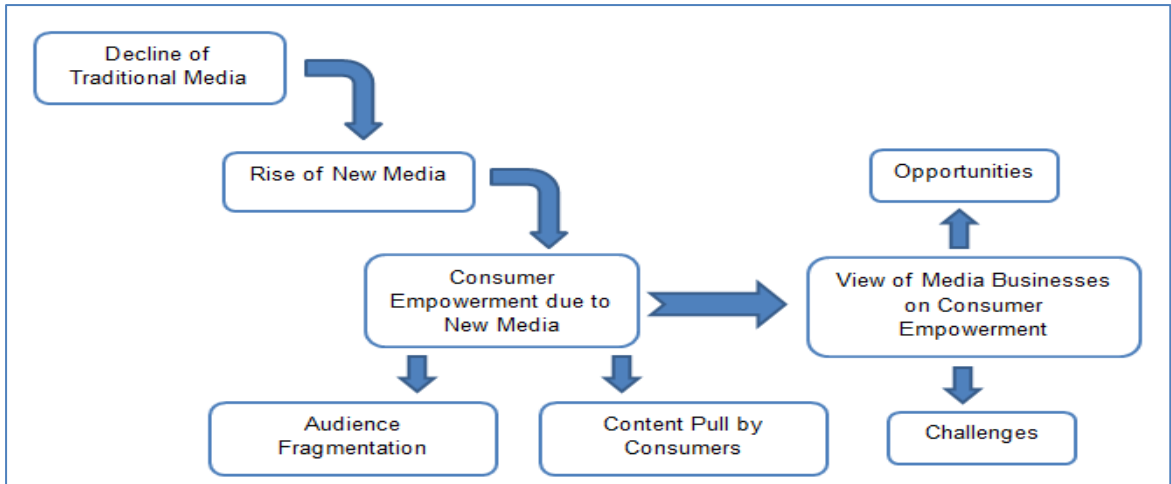 Decline of
Traditional Media
Rise of New Media
Opportunities
Consumer
Empowerment due to
New Media
View of Media Businesses
on Consumer
Empowerment
Audience
Fragmentation
Content Pull by
Consumers
Challenges